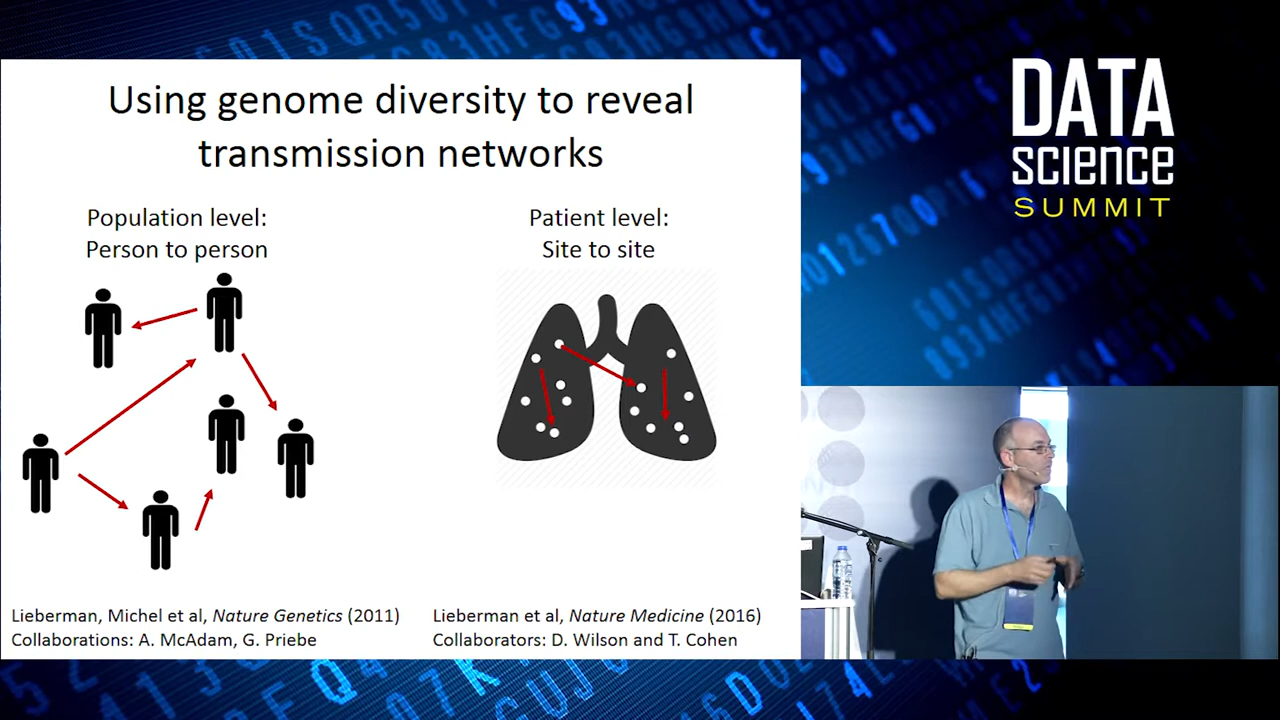 Using genome diversity to reveal
transmission networks
Population level:
Person to person
Patient level:
Site to site
Lieberman, Michel et al, Nature Genetics (2011)
Collaborations: A. McAdam, G. Priebe
Lieberman et al, Nature Medicine (2016)
Collaborators: D. Wilson and T. Cohen
DATA
science
SUMMIT